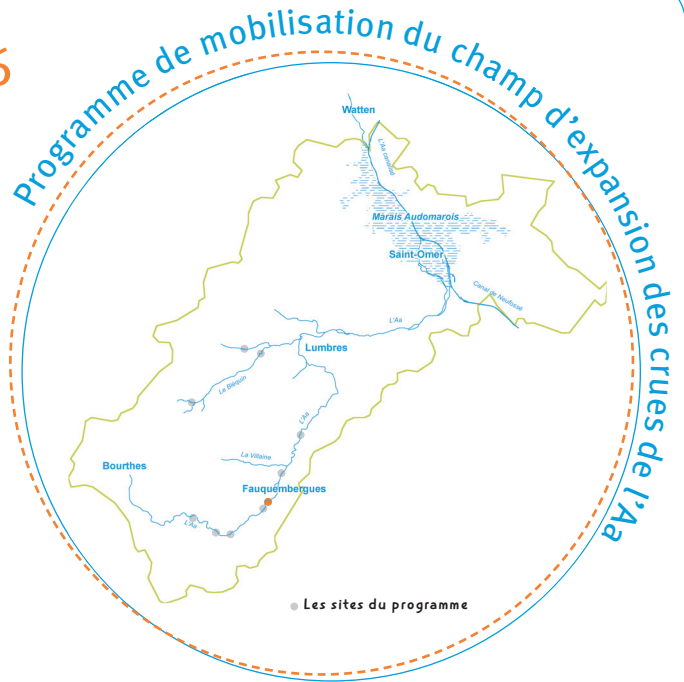 Programme de mobilisation du champ d'expansion des crues de l'Aa
Watten
L'Aa canalisé
Marais Audomarois
Saint-Omer
Canal de Neufossé
L'Aa
Lumbres
Le Bléquin
L'Aa
La Villaine
Bourthes
Fauquembergues
L'Aa
Les sites du programme